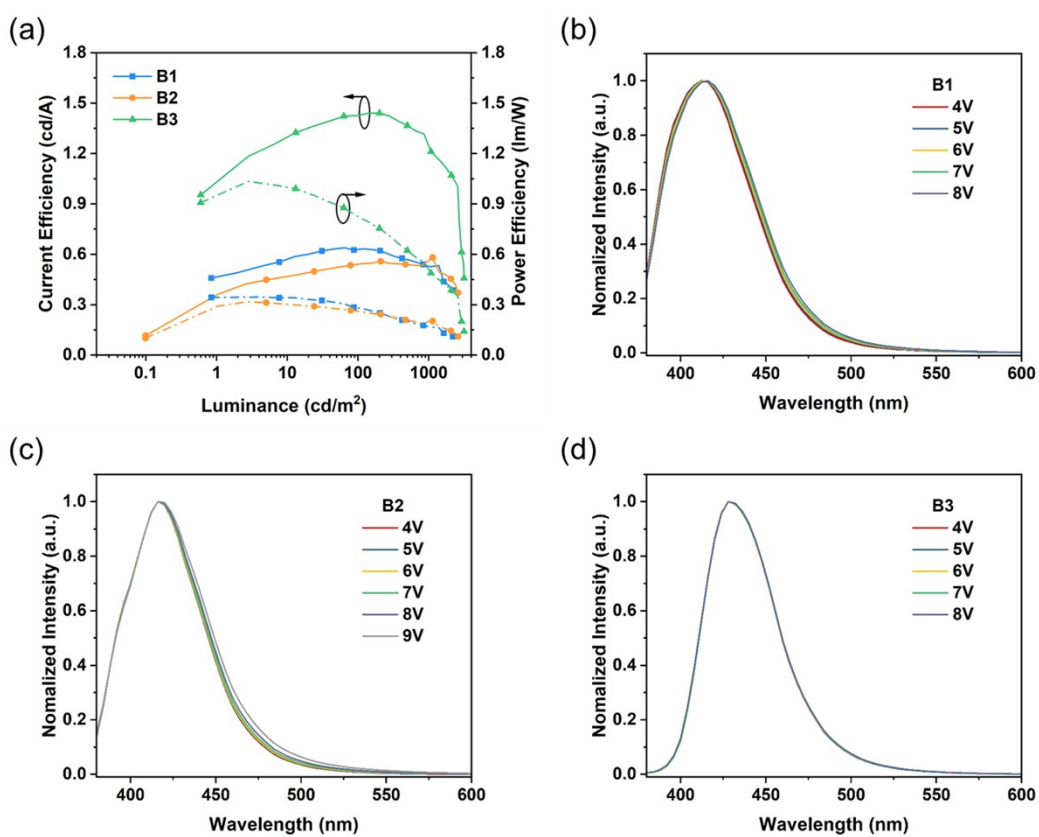 (a)
1.8
1.5
1.2
0.9
0.6
0.3
0.0
Current Efficiency (cd/A)
B1
B2
B3
1.8
1.5
1.2
0.9
0.6
0.3
0.0
Power Efficiency (lm/W)
0.1
1
10
100
1000
Luminance (cd/m²)
(b)
1.0
0.8
0.6
0.4
0.2
0.0
Nomalized Intensity (a.u.)
B1
4V
5V
6V
7V
8V
400
450
500
550
600
Wavelength (nm)
(c)
1.0
0.8
0.6
0.4
0.2
0.0
Nomalized Intensity (a.u.)
B2
4V
5V
6V
7V
8V
9V
400
450
500
550
600
Wavelength (nm)
(d)
1.0
0.8
0.6
0.4
0.2
0.0
Nomalized Intensity (a.u.)
B3
4V
5V
6V
7V
8V
400
450
500
550
600
Wavelength (nm)